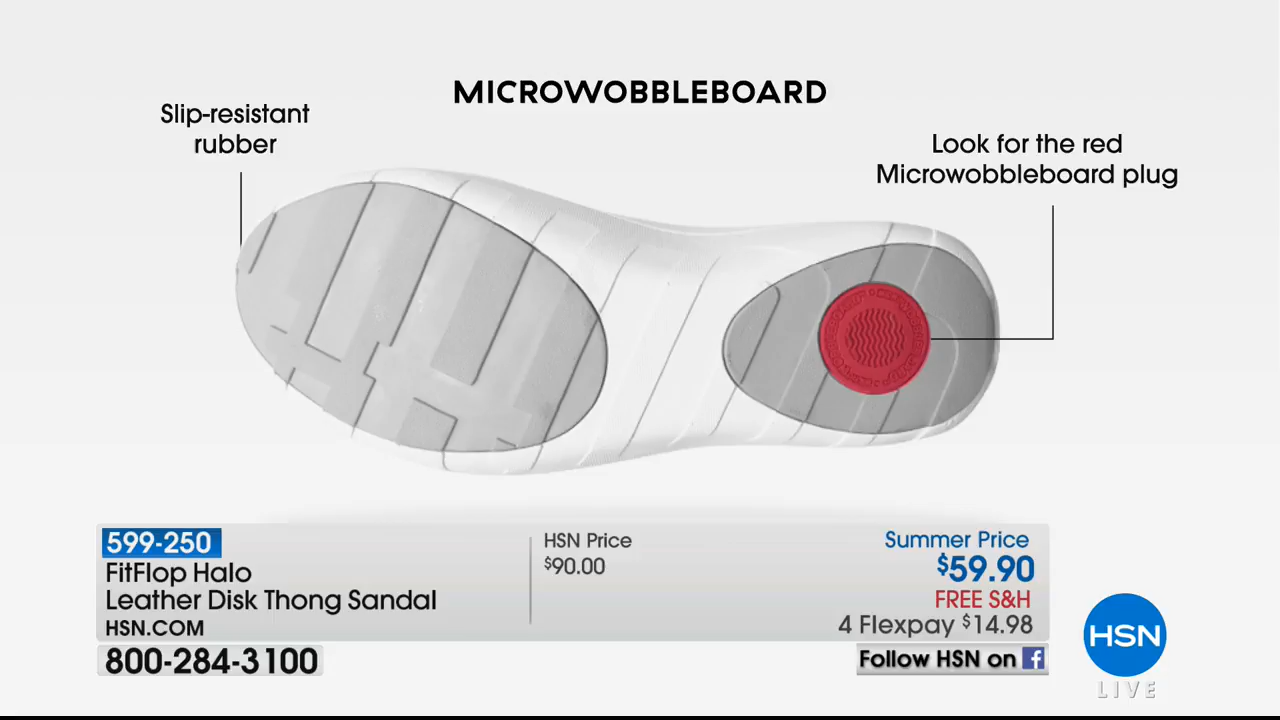 MICROWOBBLEBOARD
Slip-resistant
rubber
Look for the red
Microwobbleboard plug
599-250
FitFlop Halo
Leather Disk Thong Sandal
HSN.COM
800-284-3100
HSN Price
$90.00
Summer Price
$59.90
FREE S&H
4 Flexpay $14.98
Follow HSN on f
HSN
LIVE